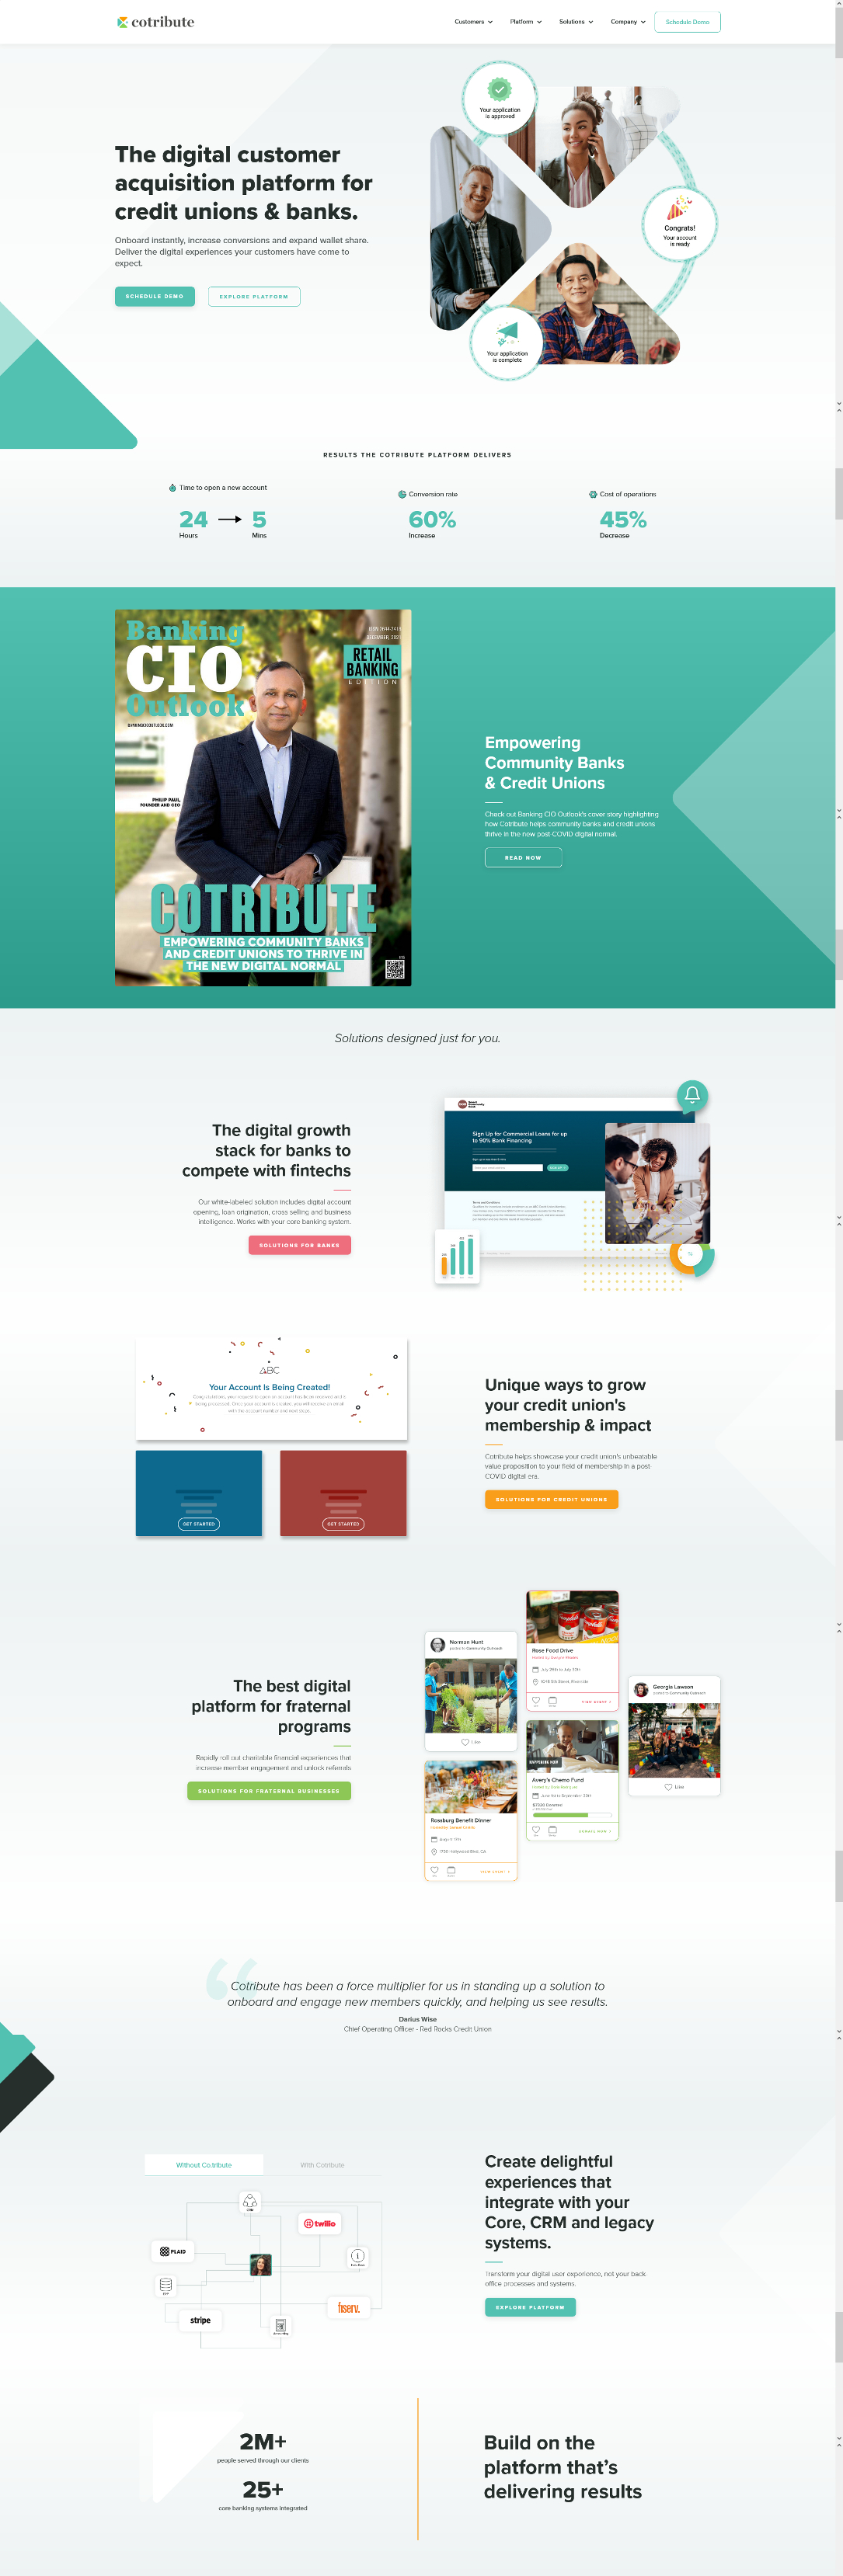 cotribute
Customers
Platform
Solutions
Company
Schedule Demo
Your application
is approved
The digital customer
acquisition platform for
credit unions & banks.
Onboard instantly, increase conversions and expand wallet share.
Deliver the digital experiences your customers have come to
expect.
SCHEDULE DEMO
EXPLORE PLATFORM
Congrats!
Your account
is ready
Your application
is complete
RESULTS THE COTRIBUTE PLATFORM DELIVERS
Time to open a new account
24
5
Hours
Mins
Conversion rate
60%
Increase
Cost of operations
45%
Decrease
Banking
CIO
Outlook
RETAIL
BANKING
EDITION
BANKINGCIOOUTLOOK.COM
PHILIP PAUL,
FOUNDER AND CEO
COTRIBUTE
EMPOWERING COMMUNITY BANKS
AND CREDIT UNIONS TO THRIVE IN
THE NEW DIGITAL NORMAL
Empowering
Community Banks
& Credit Unions
Check out Banking CIO Outlook's cover story highlighting
how Cotribute helps community banks and credit unions
thrive in the new post COVID digital normal.
READ NOW
Solutions designed just for you.
The digital growth
stack for banks to
compete with fintechs
Our white-labeled solution includes digital account
opening, loan origination, cross selling and business
intelligence. Works with your core banking system.
SOLUTIONS FOR BANKS
Sign Up for Commercial Loans for up
to 90% Bank Financing
ABC
Your Account Is Being Created!
GET STARTED
GET STARTED
Unique ways to grow
your credit union's
membership & impact
Cotribute helps showcase your credit union's unbeatable
value proposition to your field of membership in a post-
COVID digital era.
SOLUTIONS FOR CREDIT UNIONS
The best digital
platform for fraternal
programs
Rapidly roll out charitable financial experiences that
increase member engagement and unlock referrals
SOLUTIONS FOR FRATERNAL BUSINESSES
Norman Hunt
Rose Food Drive
Georgia Lawson
Like
HAPPENING NOW
Avery's Chemo Fund
Roseburg Benefit Dinner
Like
Cotribute has been a force multiplier for us in standing up a solution to
onboard and engage new members quickly, and helping us see results.
Darius Wise
Chief Operating Officer - Red Rocks Credit Union
Without Co.tribute
With Cotribute
CRM
twilio
PLAID
stripe
fiserv.
Create delightful
experiences that
integrate with your
Core, CRM and legacy
systems.
Transform your digital user experience, not your back
office processes and systems.
EXPLORE PLATFORM
2M+
people served through our clients
25+
core banking systems integrated
Build on the
platform that's
delivering results